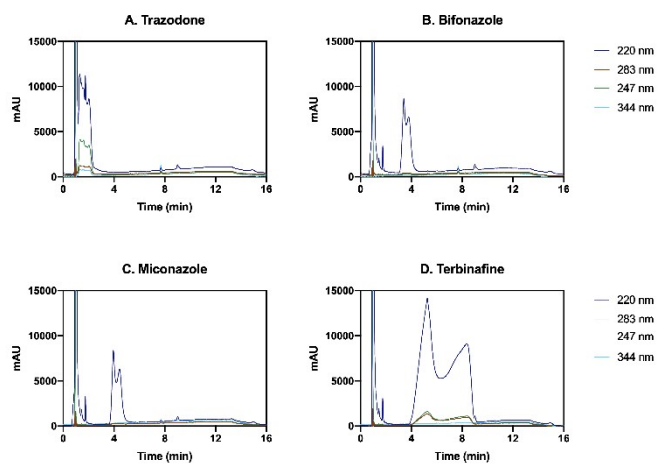 A. Trazodone
B. Bifonazole
15000
10000
5000
0
mAU
0 4 8 12 16
Time (min)
15000
10000
5000
0
mAU
0 4 8 12 16
Time (min)
220 nm
283 nm
247 nm
344 nm
C. Miconazole
D. Terbinafine
15000
10000
5000
0
mAU
0 4 8 12 16
Time (min)
15000
10000
5000
0
mAU
0 4 8 12 16
Time (min)
220 nm
283 nm
247 nm
344 nm